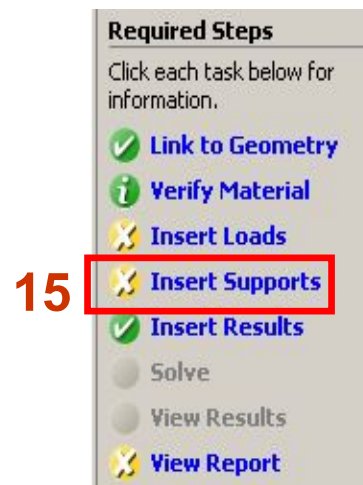 Required Steps
Click each task below for
information.
Link to Geometry
Verify Material
Insert Loads
15 Insert Supports
Insert Results
Solve
View Results
View Report